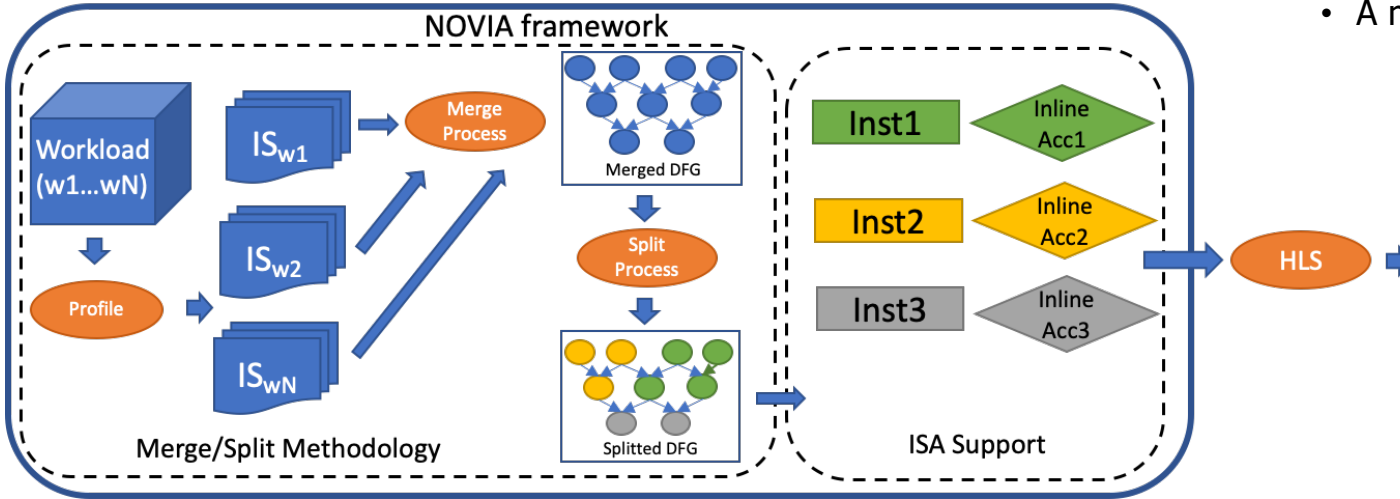 NOVIA framework
• A
Workload
(w1...wN)
Profile
ISw1
ISw2
ISwN
Merge
Process
Merged DFG
Split
Process
Splitted DFG
Merge/Split Methodology
Inst1
Inline
Acc1
Inst2
Inline
Acc2
Inst3
Inline
Acc3
ISA Support
HLS